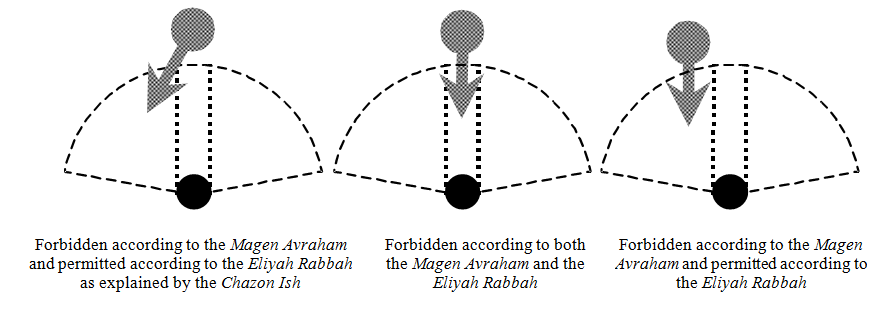 Forbidden according to the Magen Avraham
and permitted according to the Eliyah Rabbah
as explained by the Chazon Ish
Forbidden according to both
the Magen Avraham and the
Eliyah Rabbah
Forbidden according to the Magen
Avraham and permitted according to
the Eliyah Rabbah